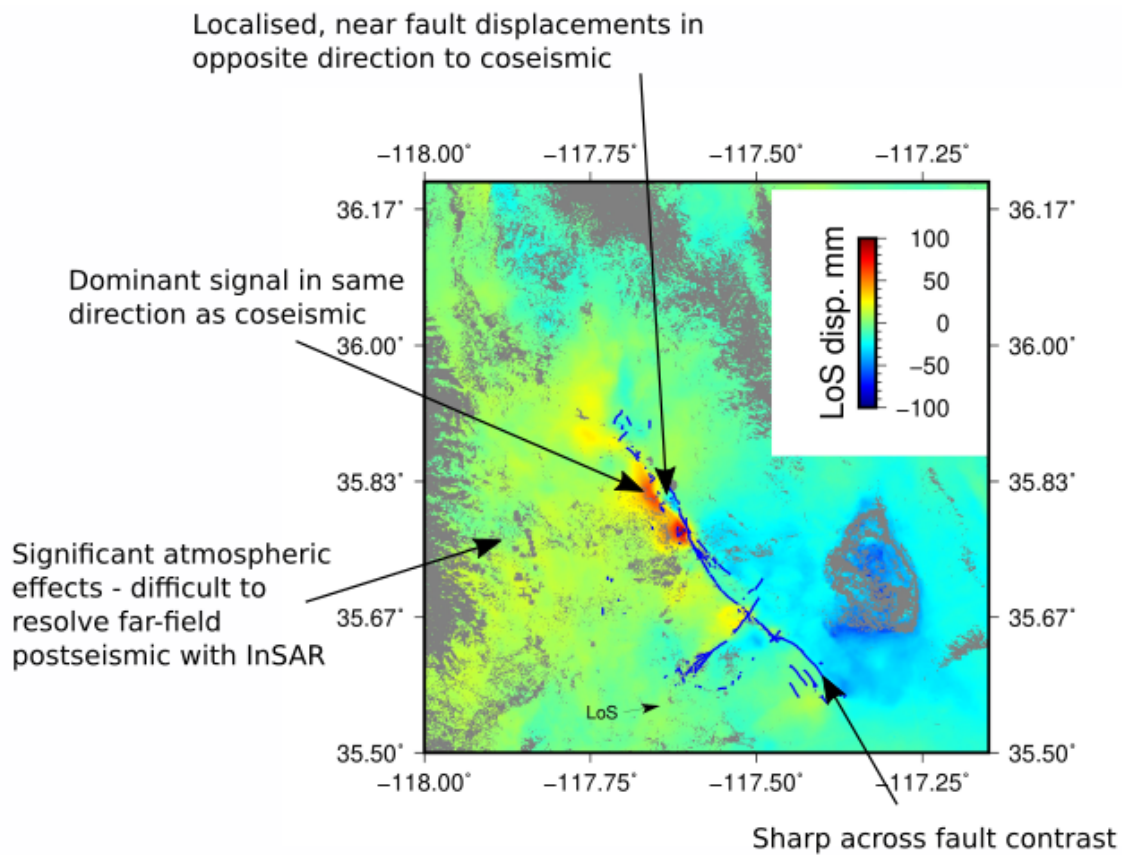 Localised, near fault displacements in
opposite direction to coseismic
-118.00° -117.75° -117.50° -117.25°
36.17° 36.17°
LoS disp. mm
100
50
0
-50
-100
Dominant signal in same
direction as coseismic
36.00° 36.00°
35.83° 35.83°
Significant atmospheric
effects - difficult to
resolve far-field
postseismic with InSAR
35.67° 35.67°
LoS
35.50° 35.50°
-118.00° -117.75° -117.50° -117.25°
Sharp across fault contrast